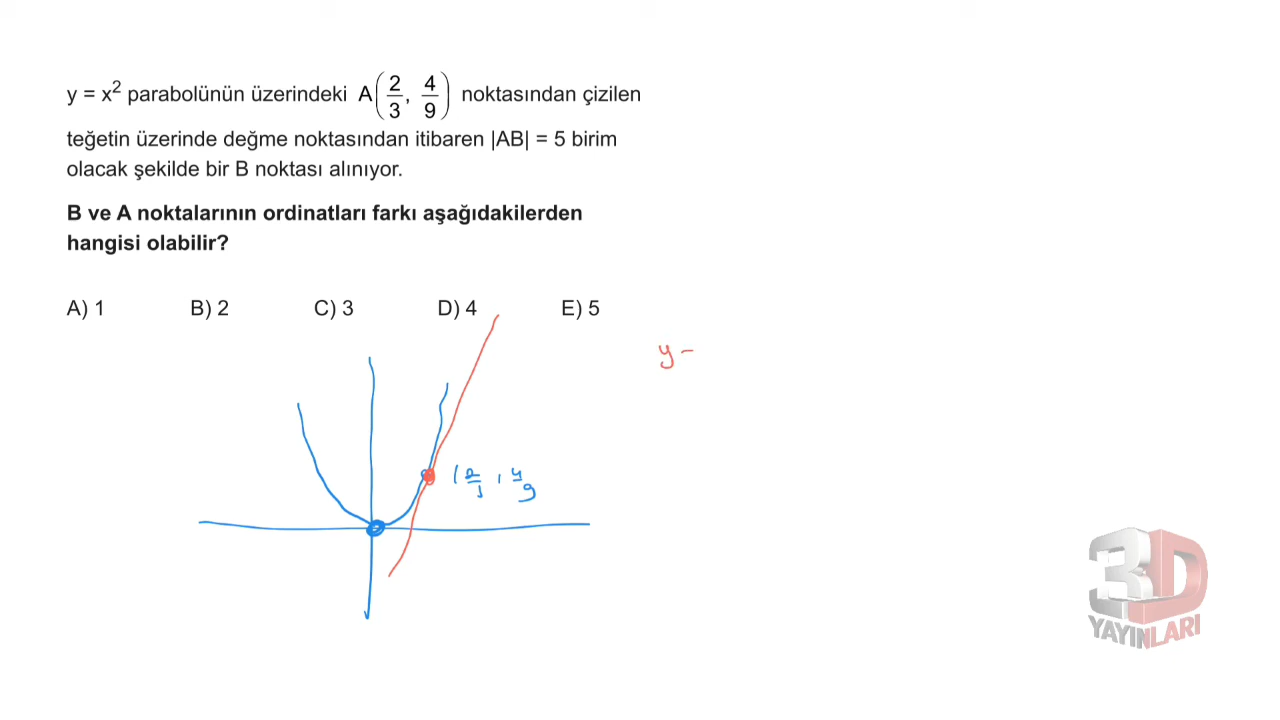 y = x² parabolünün üzerindeki A(2/3, 4/9) noktasından çizilen
teğetin üzerinde değme noktasından itibaren |AB| = 5 birim
olacak şekilde bir B noktası alınıyor.
B ve A noktalarının ordinatları farkı aşağıdakilerden
hangisi olabilir?
A) 1 B) 2 C) 3 D) 4 E) 5
y -
(2/3, 4/9
3D
YAYINLARI